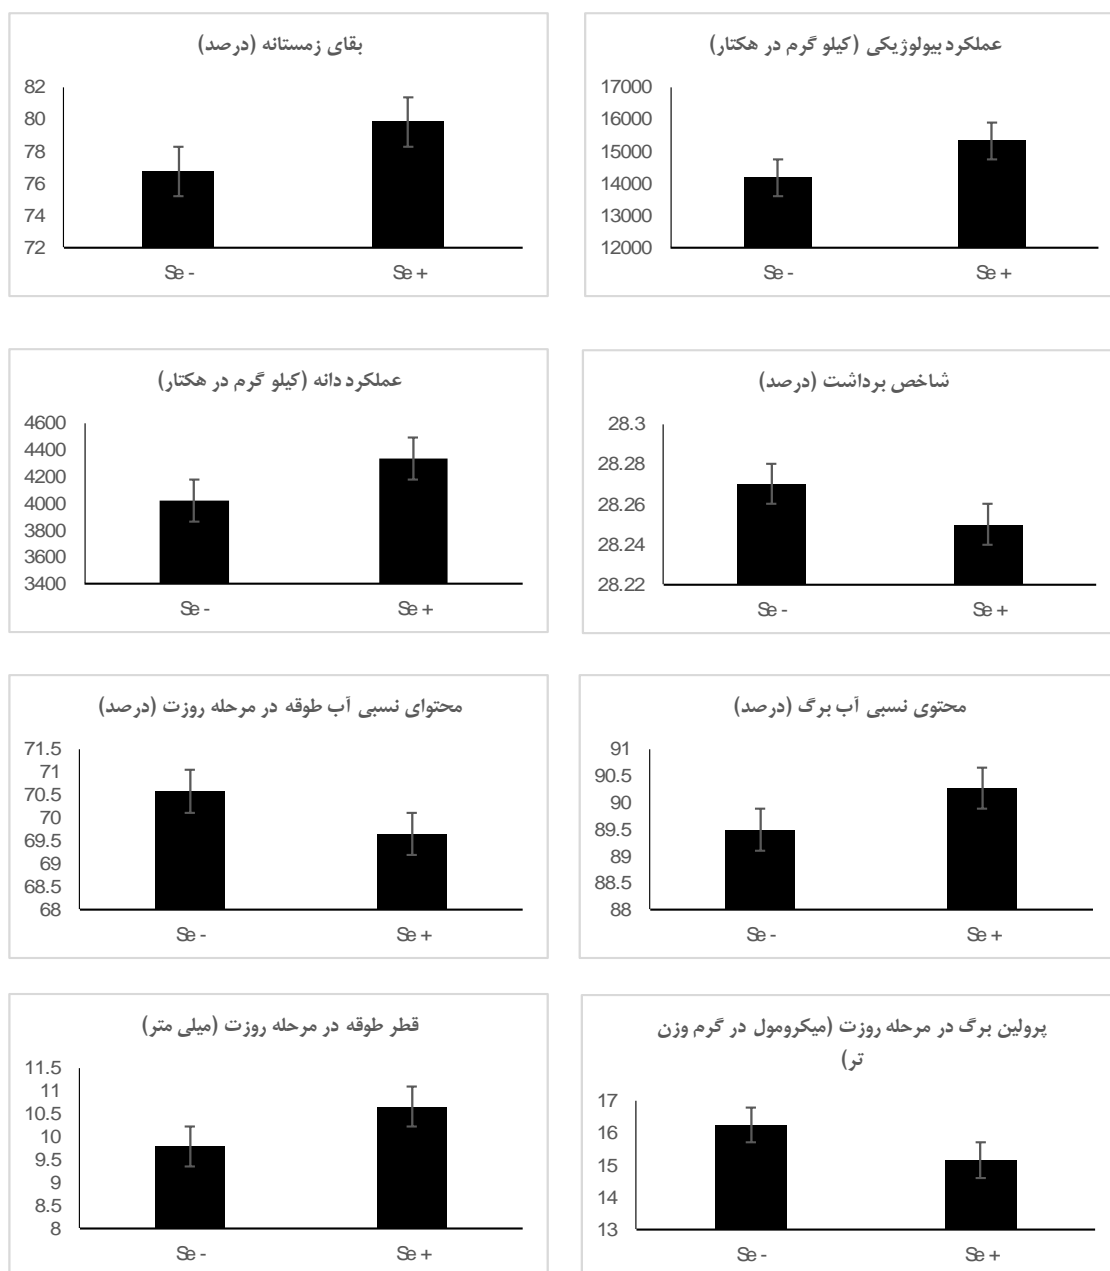 بقای زمستانه (درصد)
82
80
78
76
74
72
Se -
Se +
عملکرد بیولوژیکی (کیلو گرم در هکتار)
17000
16000
15000
14000
13000
12000
Se -
Se +
عملکرد دانه (کیلو گرم در هکتار)
4600
4400
4200
4000
3800
3600
3400
Se -
Se +
شاخص برداشت (درصد)
28.3
28.28
28.26
28.24
28.22
Se -
Se +
محتوای نسبی آب طوقه در مرحله روزت (درصد)
71.5
71
70.5
70
69.5
69
68.5
68
Se -
Se +
محتوی نسبی آب برگ (درصد)
91
90.5
90
89.5
89
88.5
88
Se -
Se +
قطر طوقه در مرحله روزت (میلی متر)
11.5
11
10.5
10
9.5
9
8.5
8
Se -
Se +
پرولین برگ در مرحله روزت (میکرومول در گرم وزن
تر)
17
16
15
14
13
Se -
Se +